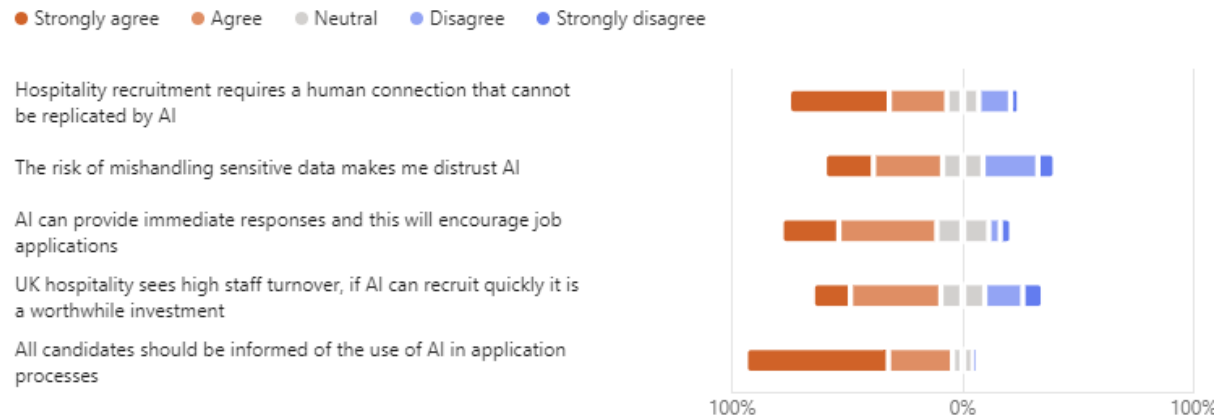 Strongly agree Agree Neutral Disagree Strongly disagree
Hospitality recruitment requires a human connection that cannot
be replicated by AI
The risk of mishandling sensitive data makes me distrust AI
AI can provide immediate responses and this will encourage job
applications
UK hospitality sees high staff turnover, if AI can recruit quickly it is
a worthwhile investment
All candidates should be informed of the use of AI in application
processes
100% 0% 100%